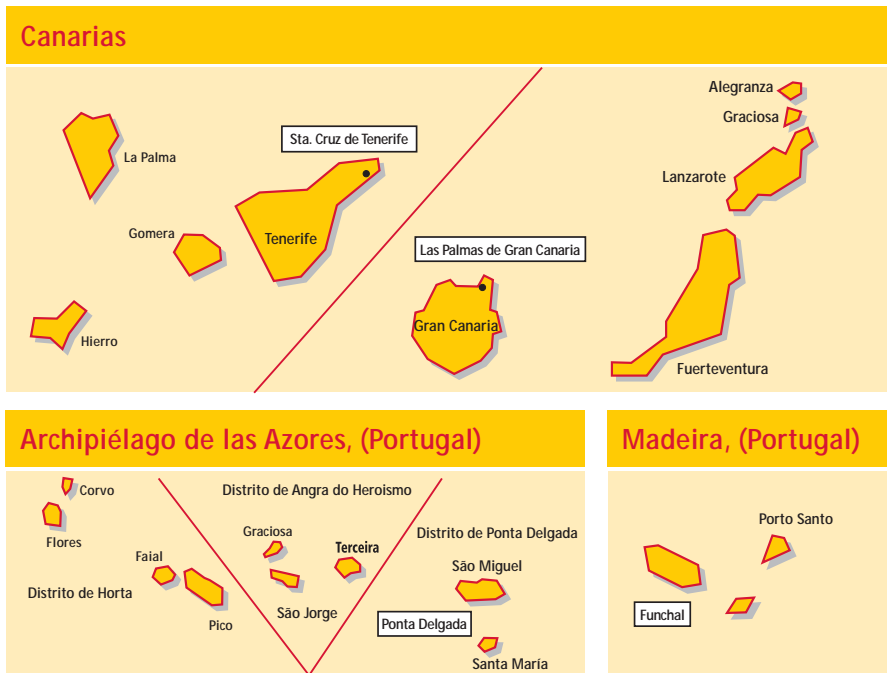 Canarias
Alegranza
Graciosa
Sta. Cruz de Tenerife
La Palma
Lanzarote
Gomera
Tenerife
Las Palmas de Gran Canaria
Gran Canaria
Hierro
Fuerteventura
Archipiélago de las Azores, (Portugal)
Corvo
Flores
Faial
Distrito de Horta
Pico
Distrito de Angra do Heroismo
Graciosa
Terceira
São Jorge
Distrito de Ponta Delgada
São Miguel
Ponta Delgada
Santa María
Madeira, (Portugal)
Porto Santo
Funchal